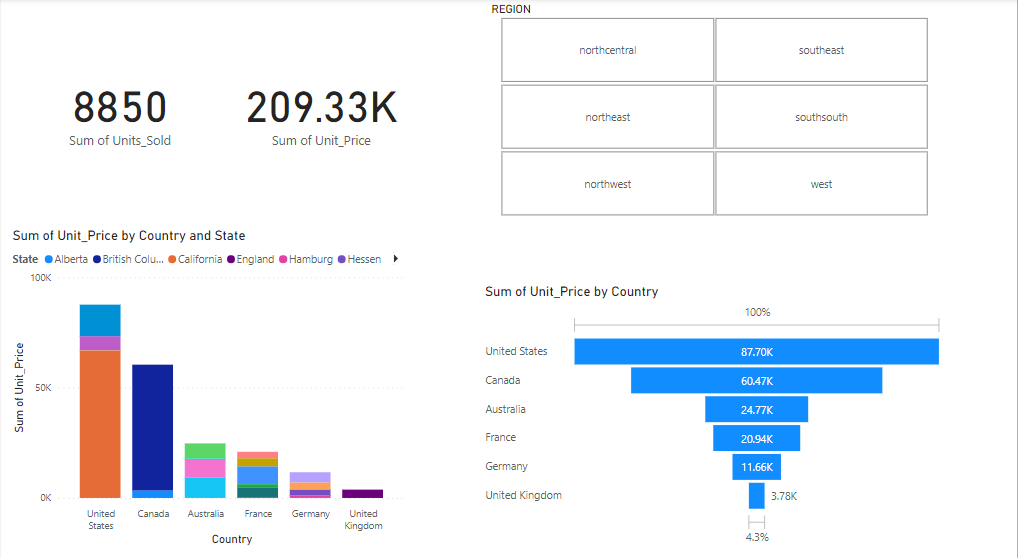 8850
Sum of Units_Sold
209.33K
Sum of Unit_Price
REGION
northcentral
southeast
northeast
southsouth
northwest
west
Sum of Unit_Price by Country and State
State Alberta British Colu... California England Hamburg Hessen
100K
50K
0K
Sum of Unit_Price
United States
Canada
Australia
France
Germany
United Kingdom
Country
Sum of Unit_Price by Country
100%
United States 87.70K
Canada 60.47K
Australia 24.77K
France 20.94K
Germany 11.66K
United Kingdom 3.78K
4.3%